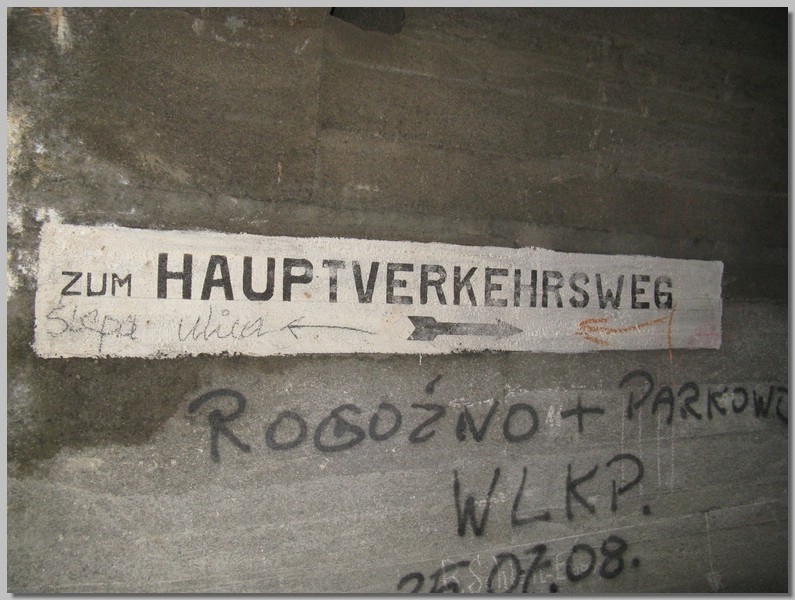 ZUM HAUPTVERKEHRSWEG
Ślepa ulica
ROGOŹNO + PARKOWO
WLKP.
25.07.08.